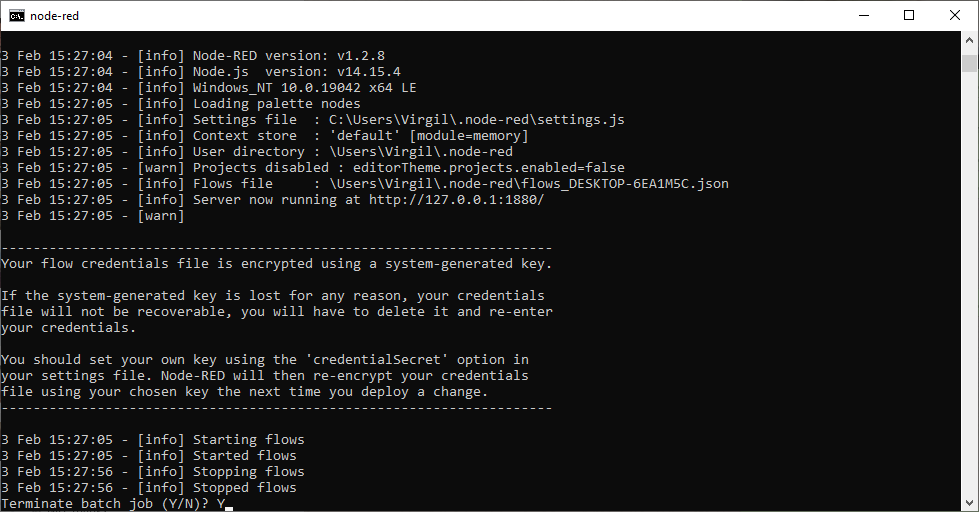 node-red
3 Feb 15:27:04 - [info] Node-RED version: v1.2.8
3 Feb 15:27:04 - [info] Node.js  version: v14.15.4
3 Feb 15:27:04 - [info] Windows_NT 10.0.19042 x64 LE
3 Feb 15:27:05 - [info] Loading palette nodes
3 Feb 15:27:05 - [info] Settings file  : C:\Users\Virgil\.node-red\settings.js
3 Feb 15:27:05 - [info] Context store  : 'default' [module=memory]
3 Feb 15:27:05 - [info] User directory : \Users\Virgil\.node-red
3 Feb 15:27:05 - [warn] Projects disabled : editorTheme.projects.enabled=false
3 Feb 15:27:05 - [info] Flows file     : \Users\Virgil\.node-red\flows_DESKTOP-6EA1M5C.json
3 Feb 15:27:05 - [info] Server now running at http://127.0.0.1:1880/
3 Feb 15:27:05 - [warn]
---------------------------------------------------------------------
Your flow credentials file is encrypted using a system-generated key.
If the system-generated key is lost for any reason, your credentials
file will not be recoverable, you will have to delete it and re-enter
your credentials.
You should set your own key using the 'credentialSecret' option in
your settings file. Node-RED will then re-encrypt your credentials
file using your chosen key the next time you deploy a change.
---------------------------------------------------------------------
3 Feb 15:27:05 - [info] Starting flows
3 Feb 15:27:05 - [info] Started flows
3 Feb 15:27:56 - [info] Stopping flows
3 Feb 15:27:56 - [info] Stopped flows
Terminate batch job (Y/N)? Y